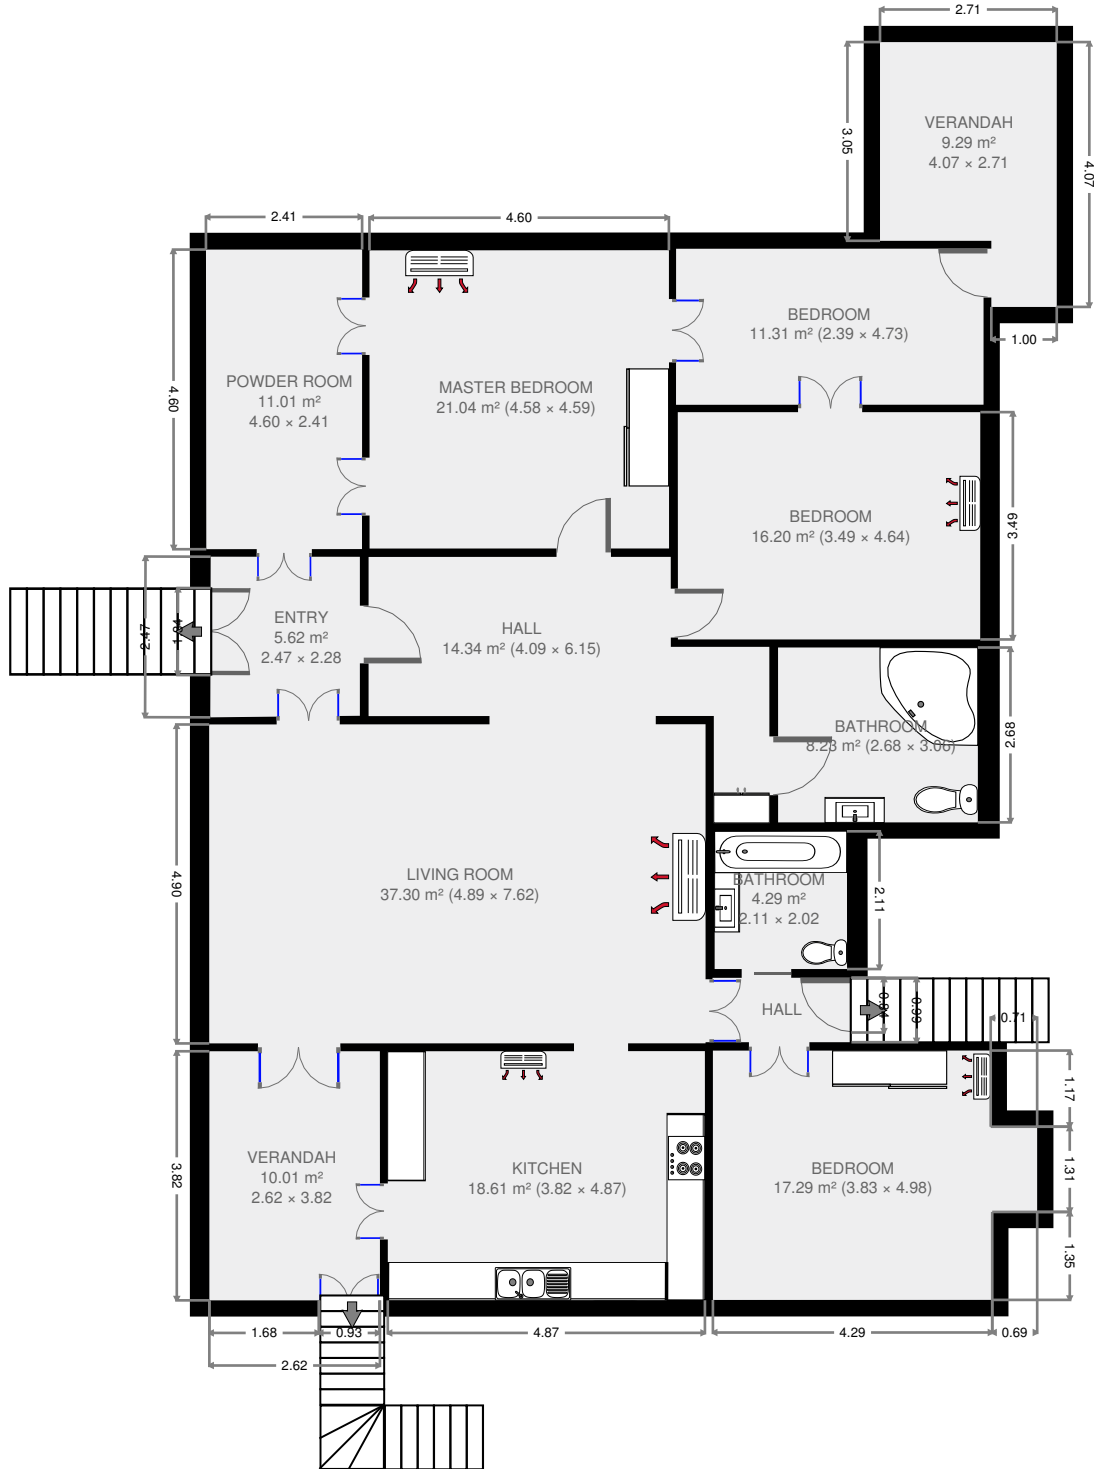 2.71
VERANDAH
9.29 m²
4.07 × 2.71
3.05
4.07
2.41
4.60
BEDROOM
11.31 m² (2.39 × 4.73)
1.00
POWDER ROOM
11.01 m²
4.60 × 2.41
MASTER BEDROOM
21.04 m² (4.58 × 4.59)
4.60
BEDROOM
16.20 m² (3.49 × 4.64)
3.49
ENTRY
5.62 m²
2.47 × 2.28
2.47
HALL
14.34 m² (4.09 × 6.15)
BATHROOM
8.23 m² (2.68 × 3.06)
2.68
LIVING ROOM
37.30 m² (4.89 × 7.62)
4.90
BATHROOM
4.29 m²
2.11 × 2.02
2.11
HALL
0.99
0.71
VERANDAH
10.01 m²
2.62 × 3.82
3.82
KITCHEN
18.61 m² (3.82 × 4.87)
BEDROOM
17.29 m² (3.83 × 4.98)
1.17
1.31
1.35
1.68
0.93
4.87
4.29
0.69
2.62